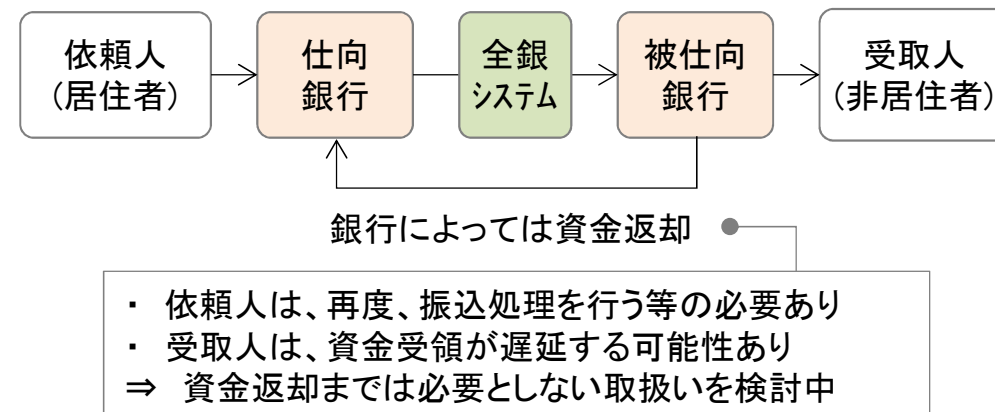 依頼人
(居住者)
仕向
銀行
全銀
システム
被仕向
銀行
受取人
(非居住者)
銀行によっては資金返却
・ 依頼人は、再度、振込処理を行う等の必要あり
・ 受取人は、資金受領が遅延する可能性あり
⇒ 資金返却までは必要としない取扱いを検討中